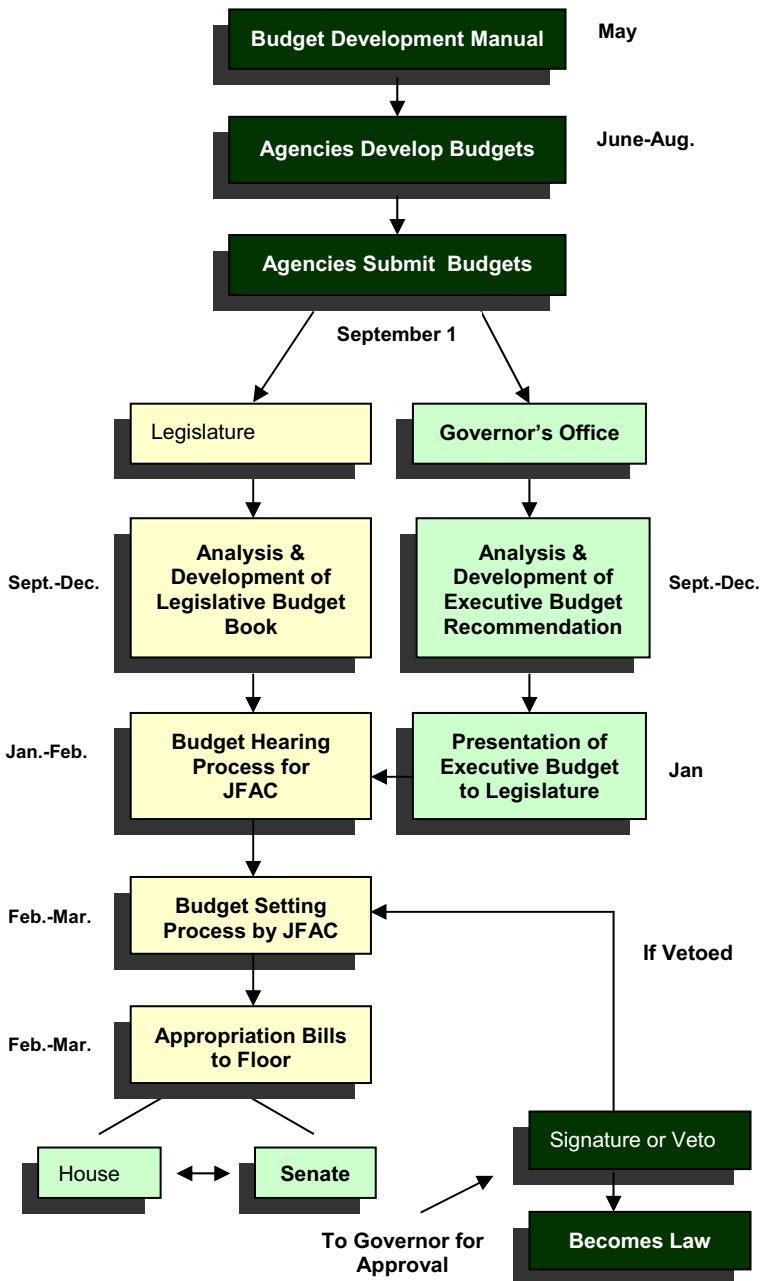 Budget Development Manual
May
Agencies Develop Budgets
June-Aug.
Agencies Submit Budgets
September 1
Legislature
Governor's Office
Sept.-Dec.
Analysis &
Development of
Legislative Budget
Book
Analysis &
Development of
Executive Budget
Recommendation
Sept.-Dec.
Jan.-Feb.
Budget Hearing
Process for
JFAC
Presentation of
Executive Budget
to Legislature
Jan
Feb.-Mar.
Budget Setting
Process by JFAC
If Vetoed
Feb.-Mar.
Appropriation Bills
to Floor
House
Senate
Signature or Veto
To Governor for
Approval
Becomes Law